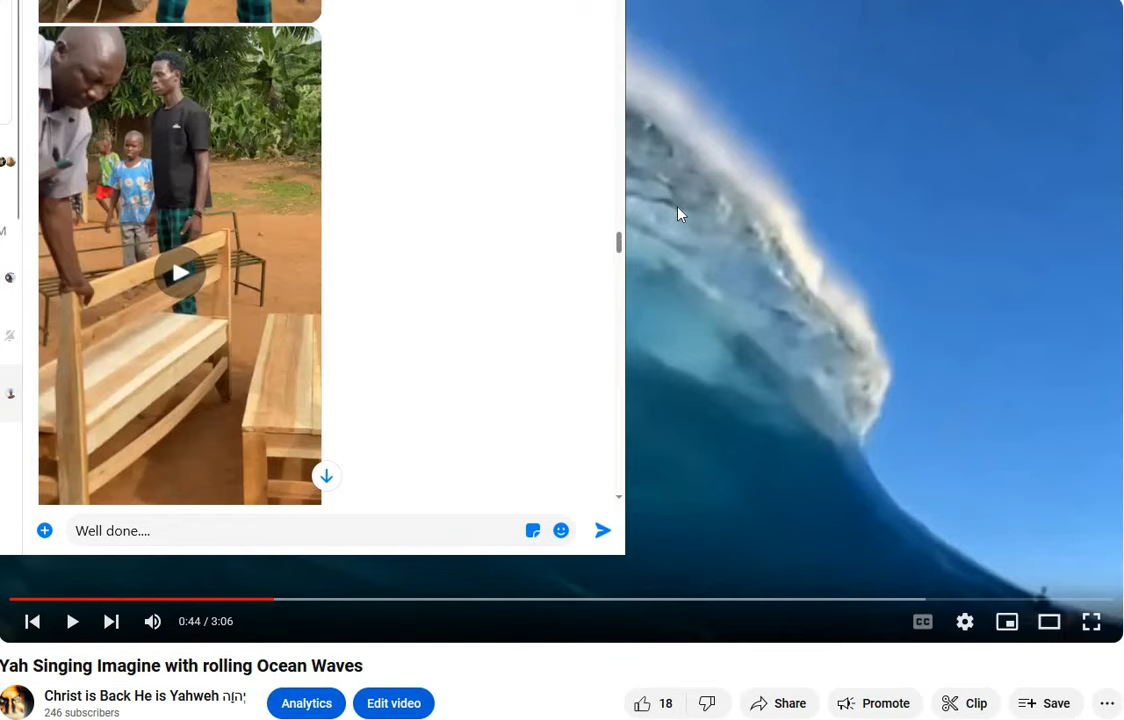 M
Well done....
0:44 / 3:06
CC
Yah Singing Imagine with rolling Ocean Waves
Christ is Back He is Yahweh יְהֹוָה
246 subscribers
Analytics
Edit video
18
Share
Promote
Clip
Save